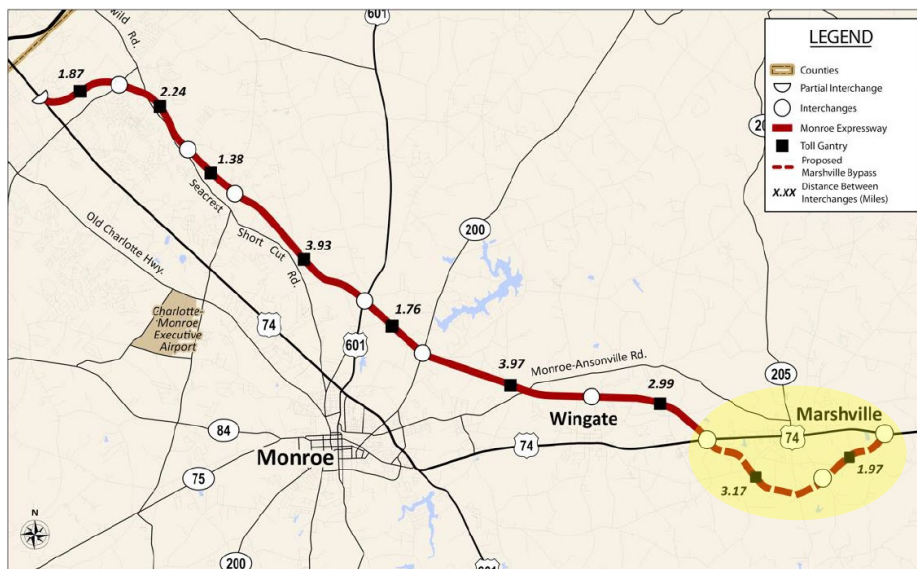 wild Rd.
601
1.87
2.24
1.38
Seacrest
Short Cut
Rd.
Old Charlotte Hwy.
3.93
200
Charlotte-
Monroe
Executive
Airport
74
601
1.76
3.97
Monroe-Ansonville Rd.
2.99
Wingate
205
Marshville
84
Monroe
74
74
75
3.17
1.97
N
200
601
LEGEND
Counties
Partial Interchange
Interchanges
Monroe Expressway
Toll Gantry
Proposed
Marshville Bypass
X.XX Distance Between
Interchanges (Miles)